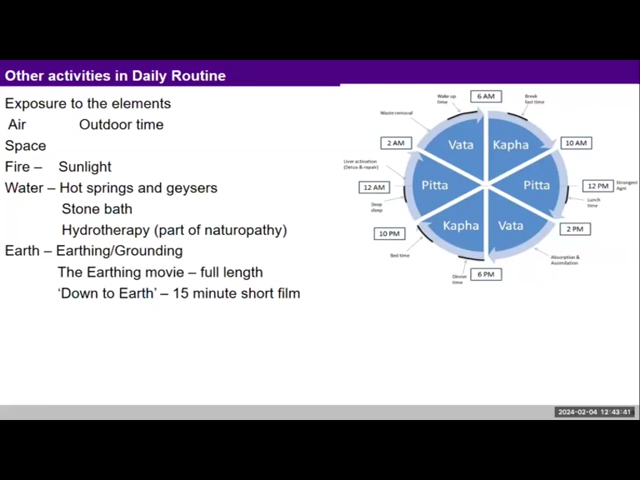 Other activities in Daily Routine
Exposure to the elements
Air Outdoor time
Space
Fire – Sunlight
Water – Hot springs and geysers
Stone bath
Hydrotherapy (part of naturopathy)
Earth – Earthing/Grounding
The Earthing movie – full length
‘Down to Earth’ – 15 minute short film
6 AM
Wake up
time
Break
fast time
Waste removal
2 AM
Vata
Kapha
10 AM
Liver activation
(Detox & repair)
12 AM
Pitta
Pitta
12 PM
Strongest
Agni
Deep
sleep
Lunch
time
10 PM
Kapha
Vata
2 PM
Bed time
Absorption &
Assimilation
Dinner
time
6 PM
2024-02-04 12:43:41